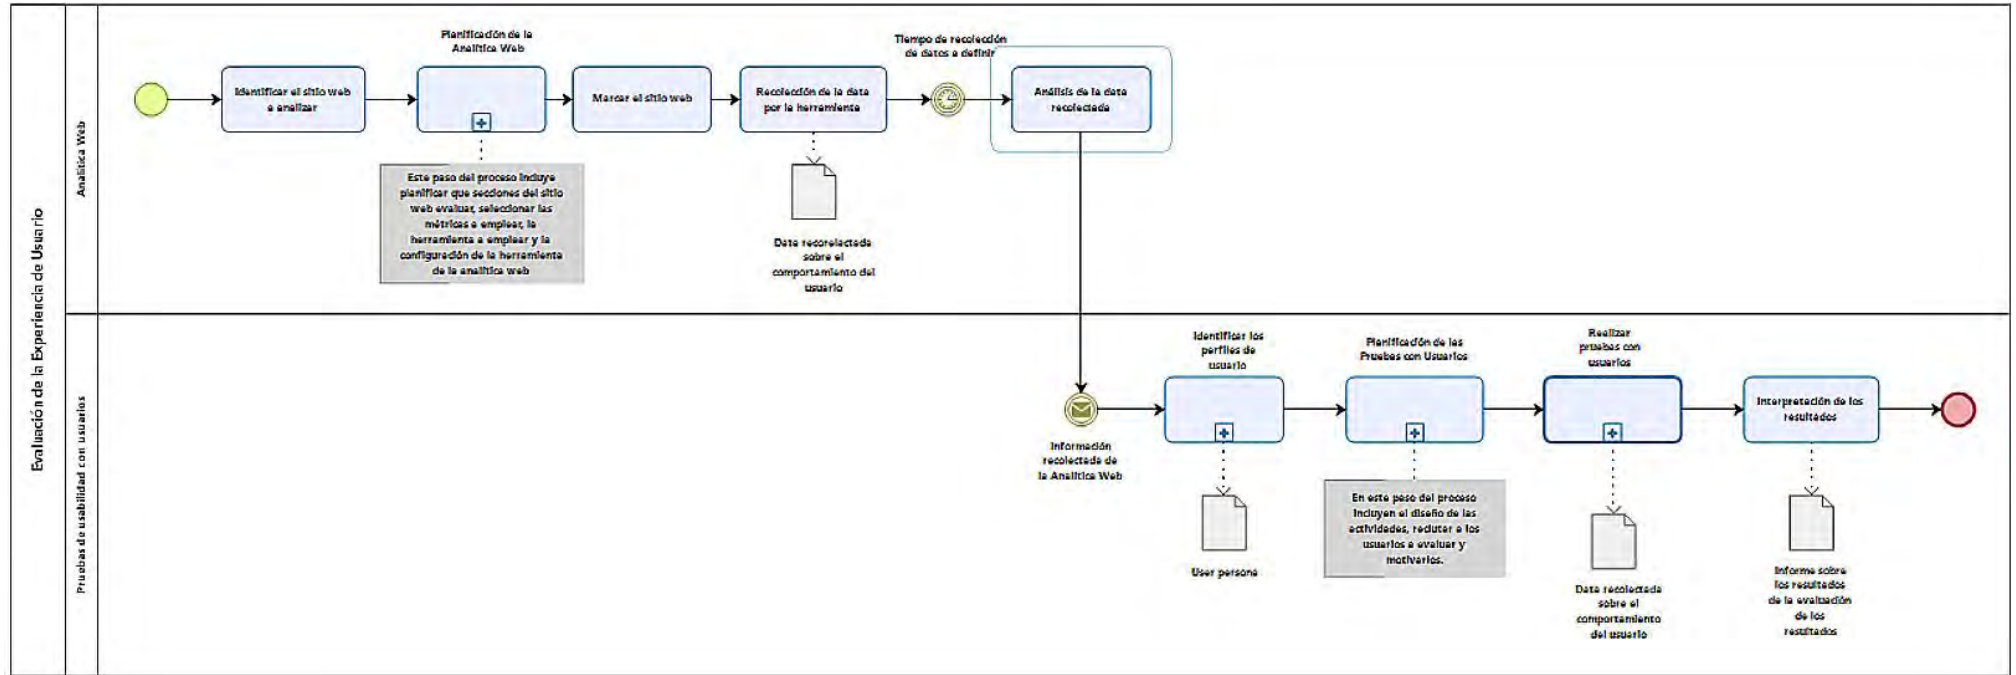 Evaluación de la Experiencia de Usuario
Analítica Web
Identificar el sitio web
a analizar
Planificación de la
Analítica Web
Este paso del proceso incluye
planificar que secciones del sitio
web evaluar, seleccionar las
métricas a emplear, la
herramienta a emplear y la
configuración de la herramienta
de la analítica web
Marcar el sitio web
Recolección de la data
por la herramienta
Data recorelactada
sobre el
comportamiento del
usuario
Tiempo de recolección
de datos a definir
Análisis de la data
recolectada
Pruebas de usabilidad con usuarios
Información
recolectada de
la Analítica Web
Identificar los
perfiles de
usuario
User persona
Planificación de las
Pruebas con Usuarios
En este paso del proceso
incluyen el diseño de las
actividades, reclutar a los
usuarios a evaluar y
motivarlos.
Realizar
pruebas con
usuarios
Data recolectada
sobre el
comportamiento
del usuario
Interpretación de los
resultados
Informe sobre
los resultados
de la evaluación
de los
resultados